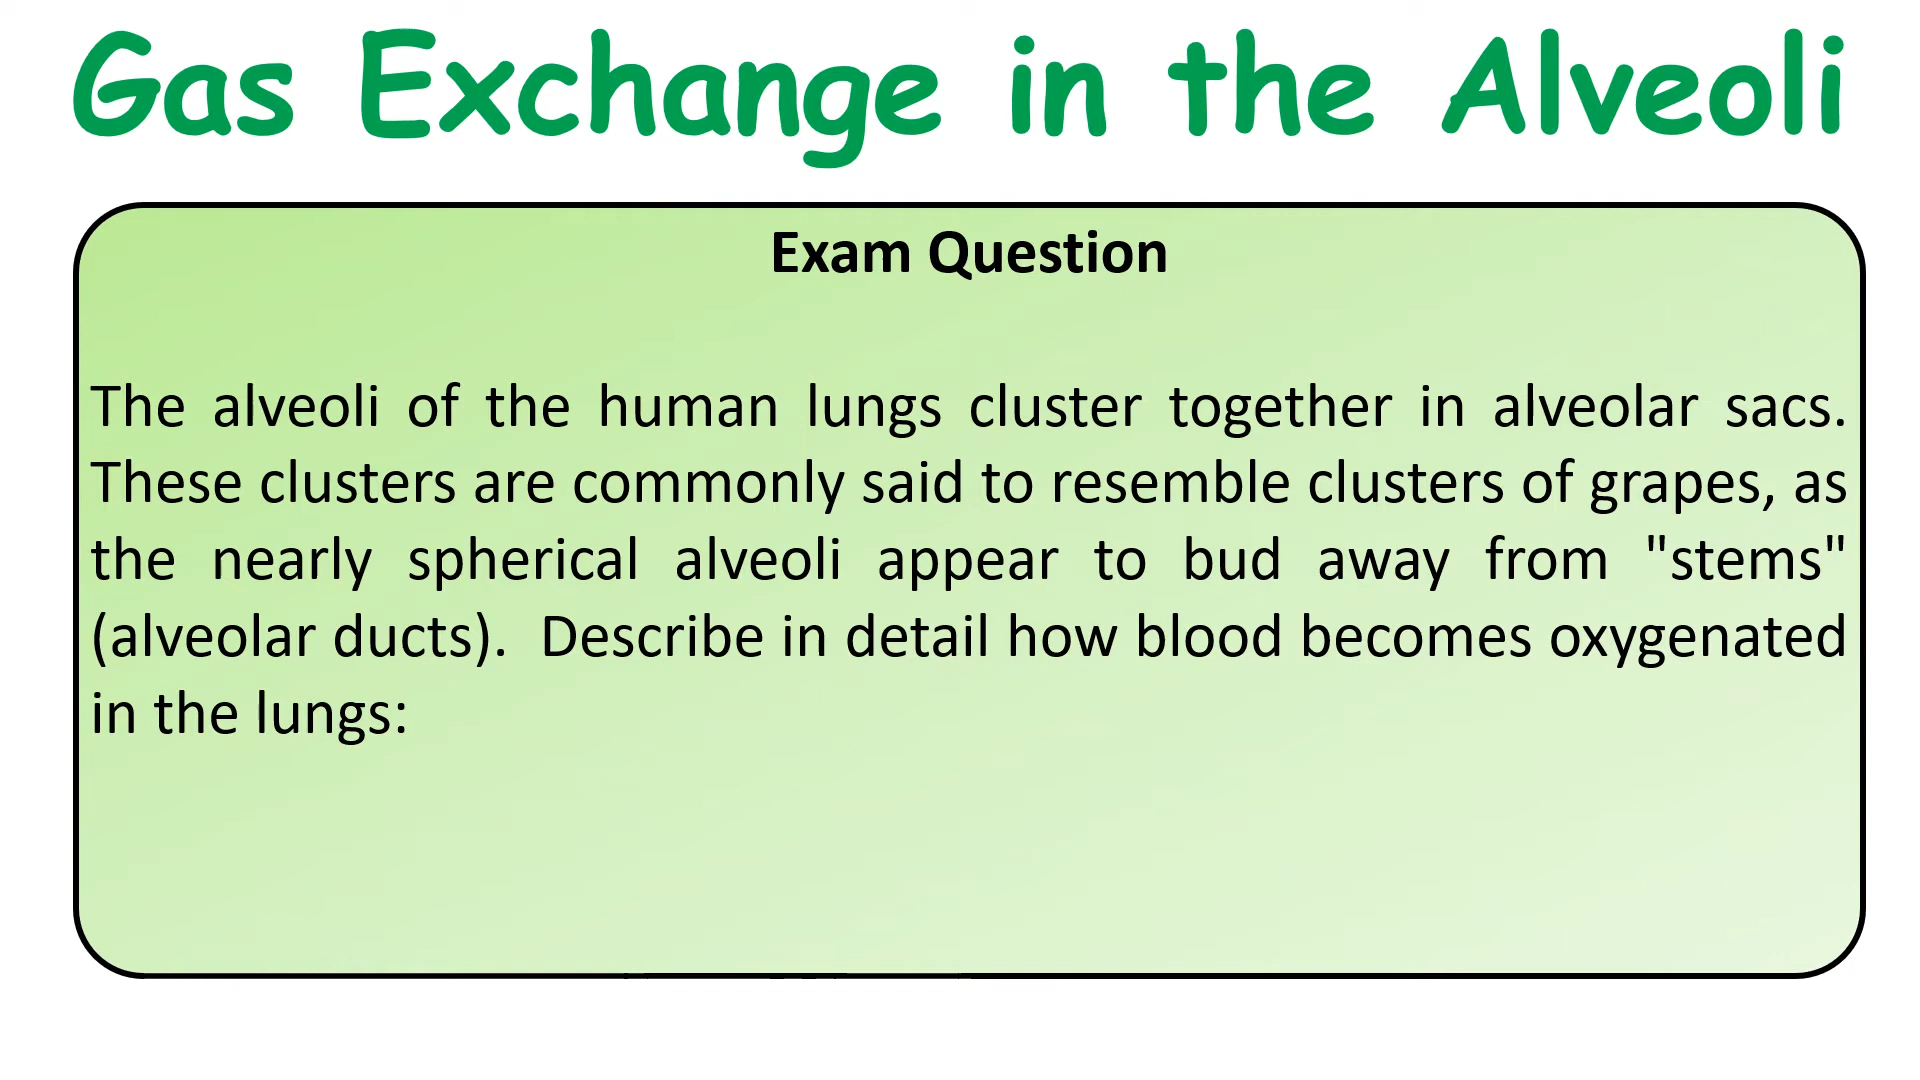 Gas Exchange in the Alveoli
Exam Question
The alveoli of the human lungs cluster together in alveolar sacs.
These clusters are commonly said to resemble clusters of grapes, as
the nearly spherical alveoli appear to bud away from "stems"
(alveolar ducts).  Describe in detail how blood becomes oxygenated
in the lungs: